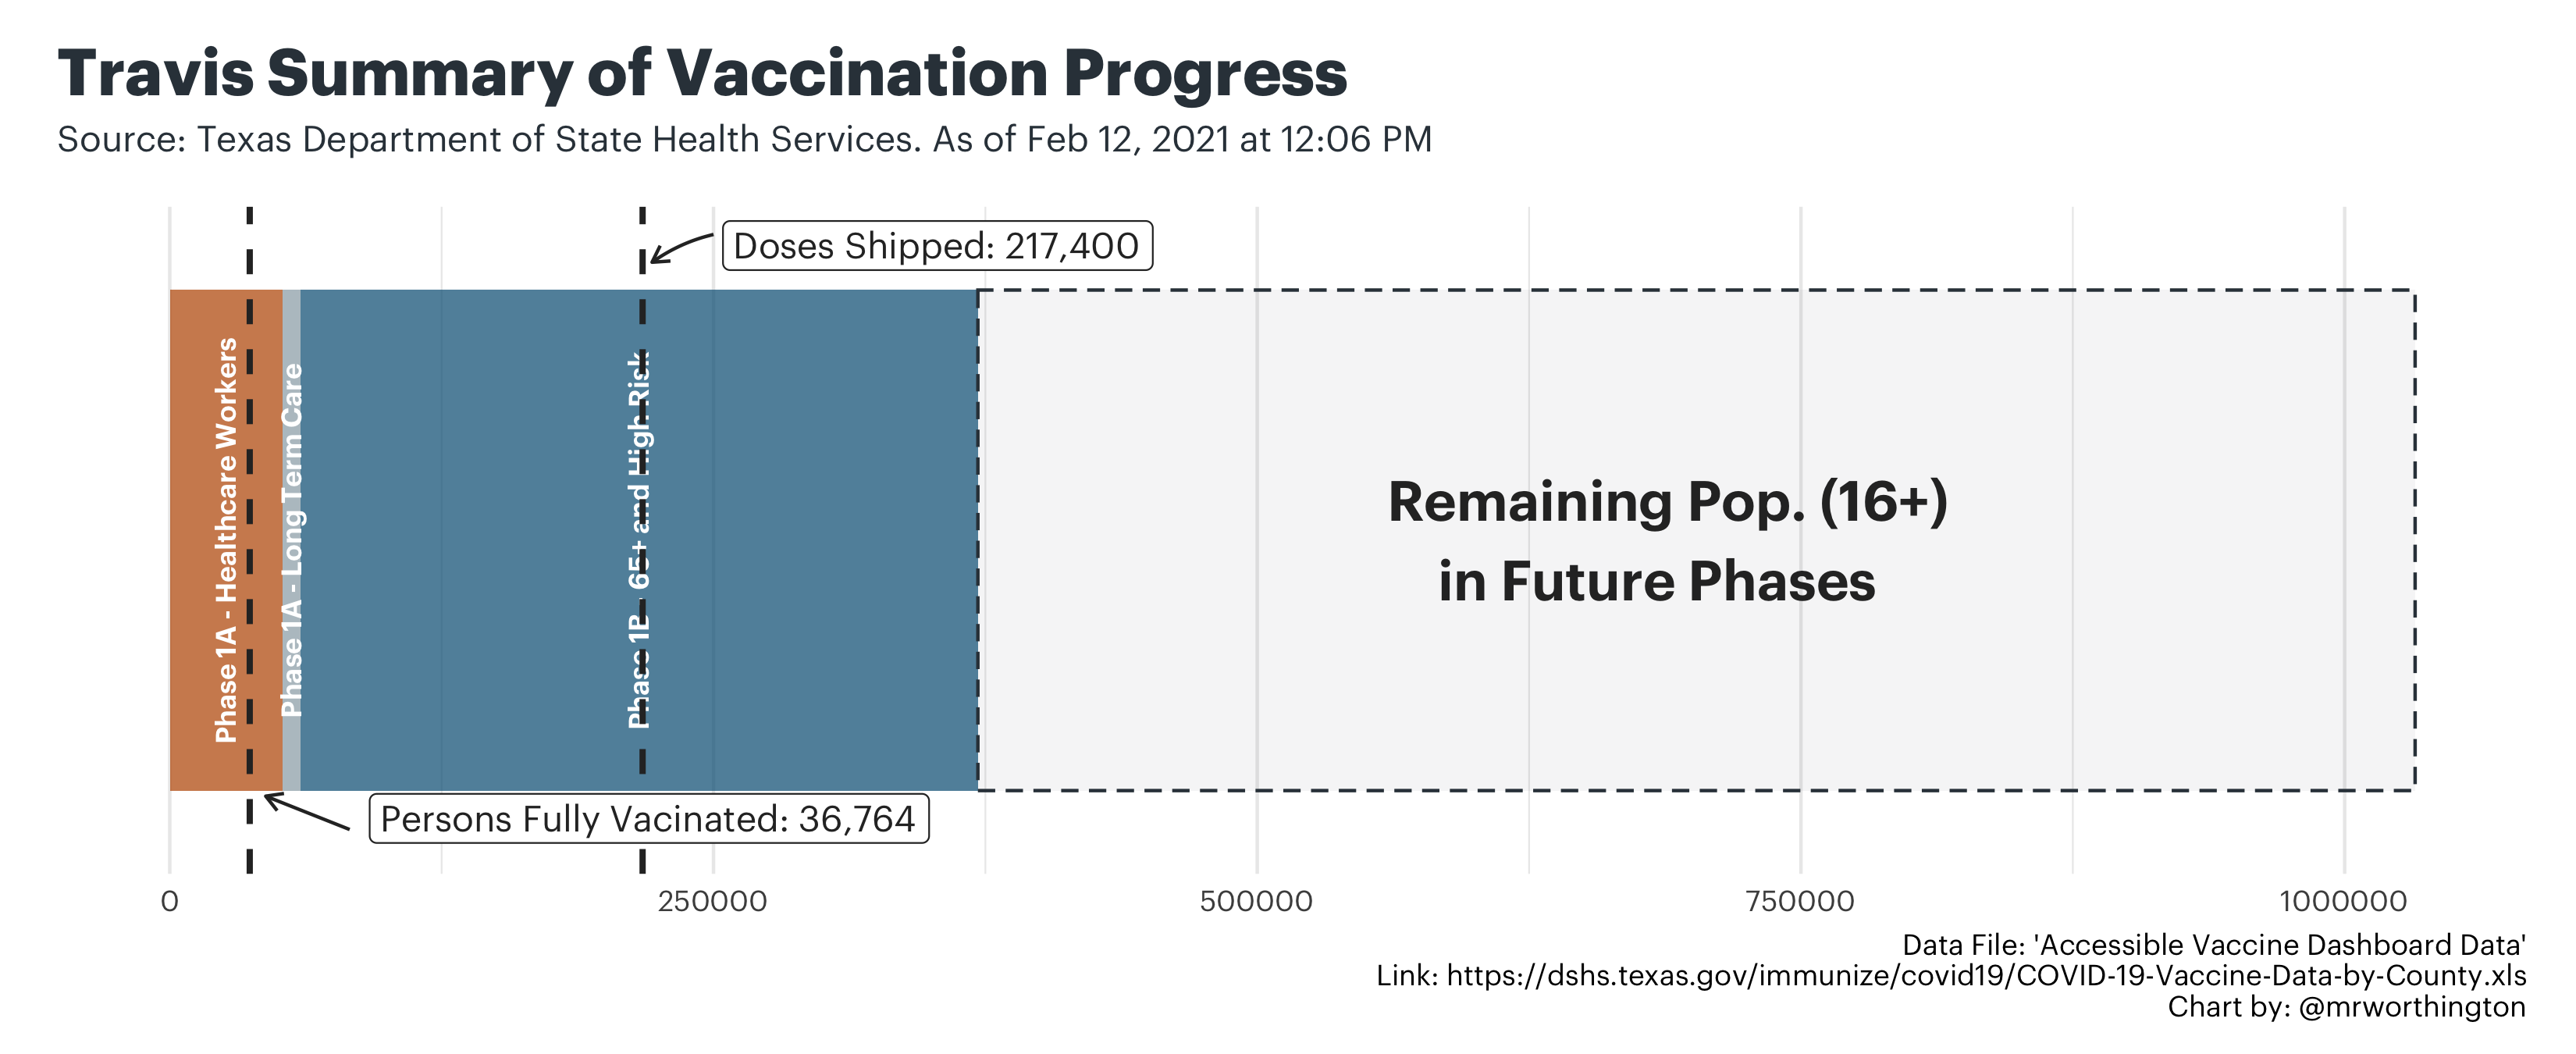 Travis Summary of Vaccination Progress
Source: Texas Department of State Health Services. As of Feb 12, 2021 at 12:06 PM
Doses Shipped: 217,400
Phase 1A - Healthcare Workers
Phase 1A - Long Term Care
Phase 1B - 65+ and High Risk
Remaining Pop. (16+)
in Future Phases
Persons Fully Vacinated: 36,764
0
250000
500000
750000
1000000
Data File: 'Accessible Vaccine Dashboard Data'
Link: https://dshs.texas.gov/immunize/covid19/COVID-19-Vaccine-Data-by-County.xls
Chart by: @mrworthington